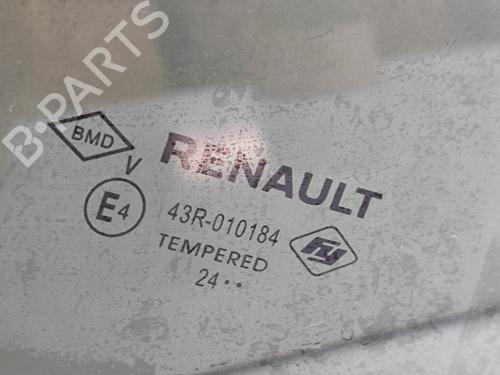 B-PARTS
BMD
V
RENAULT
E4
43R-010184
TEMPERED
24··